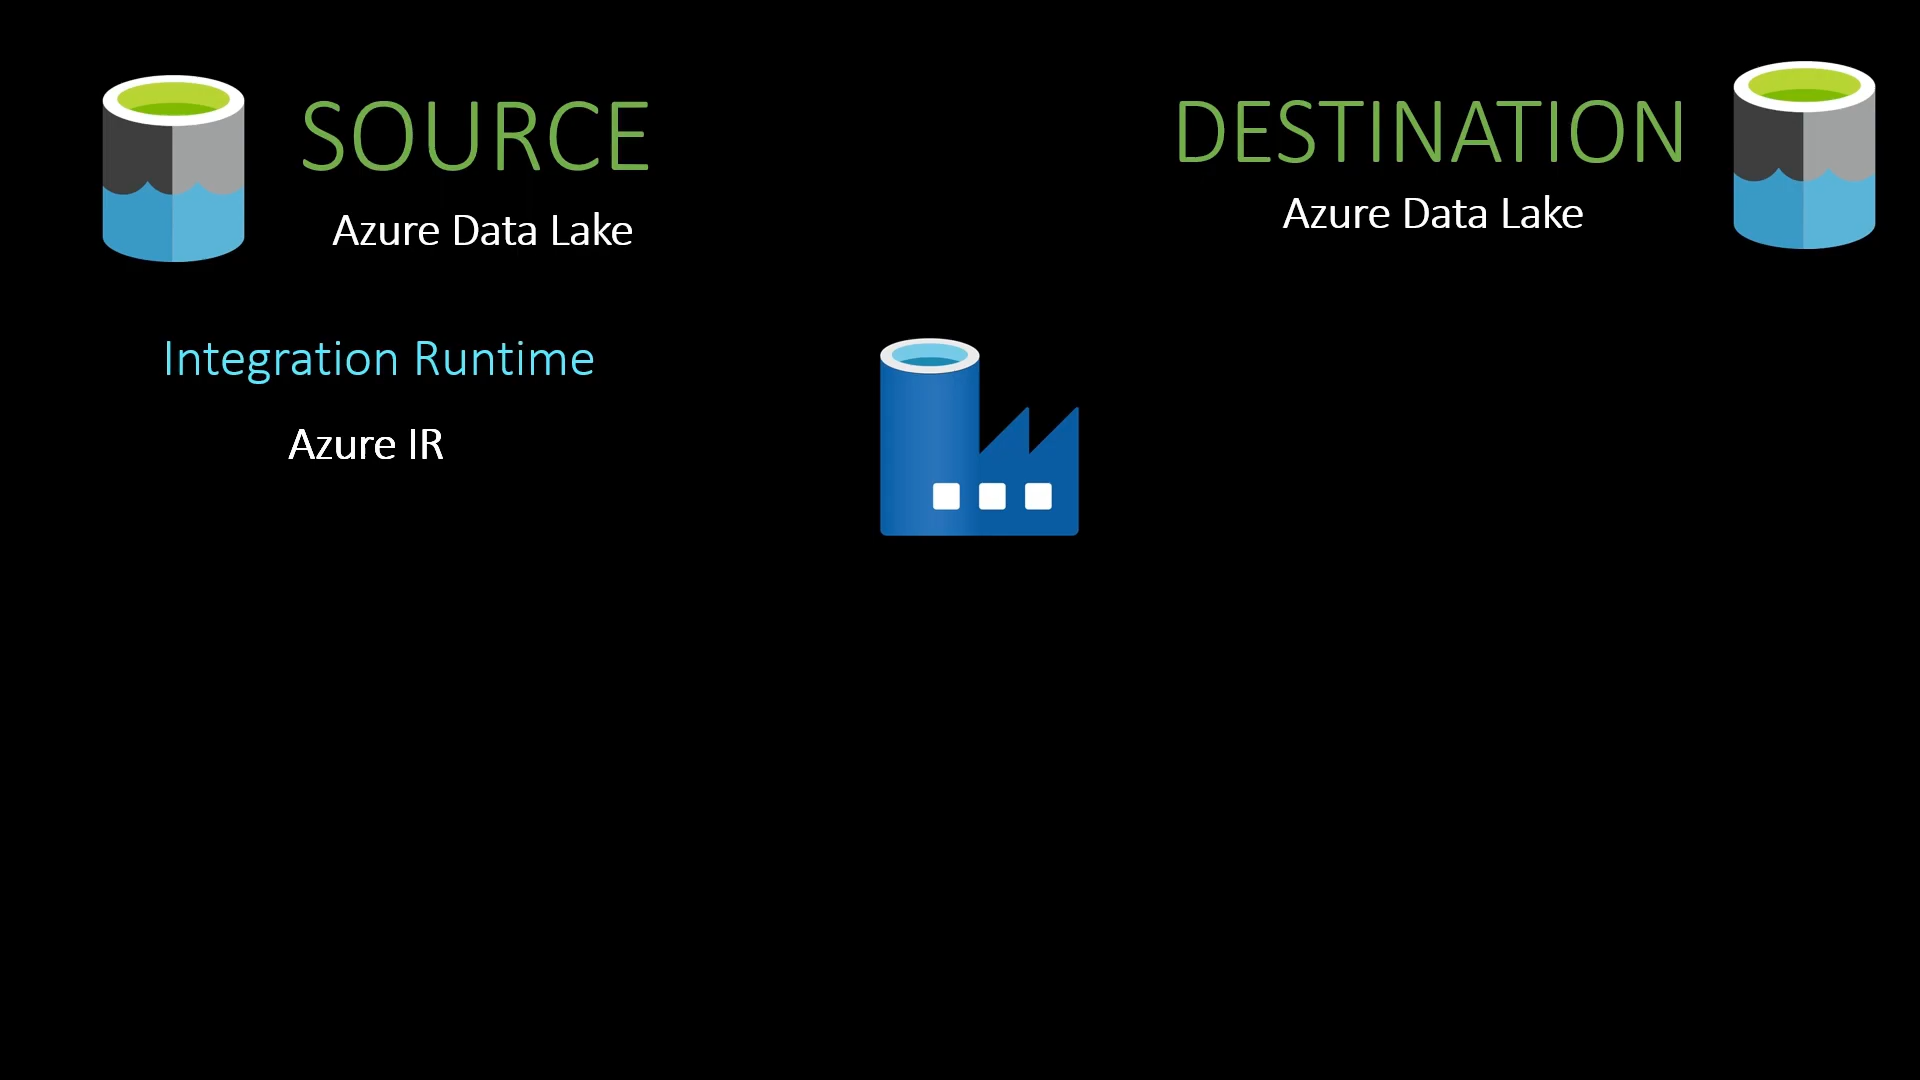 SOURCE
Azure Data Lake
DESTINATION
Azure Data Lake
Integration Runtime
Azure IR